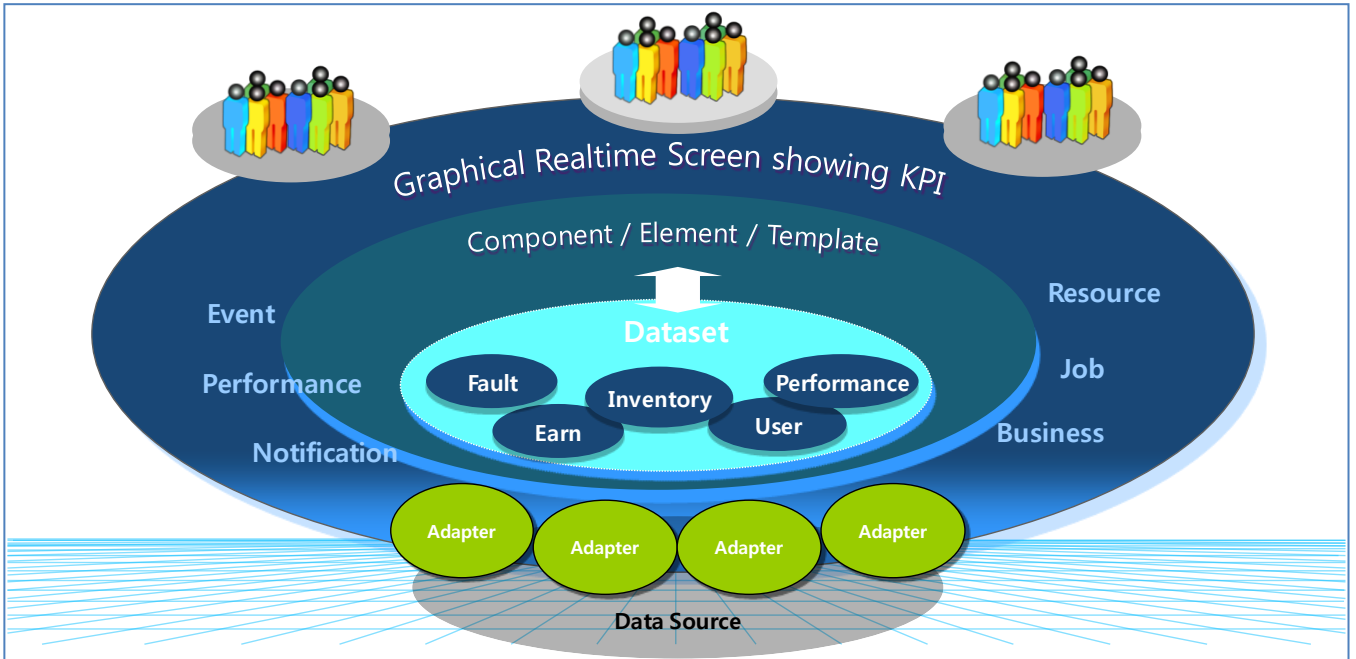 Graphical Realtime Screen showing KPI
Component / Element / Template
Event
Resource
Dataset
Performance
Job
Fault
Inventory
Performance
Earn
User
Notification
Business
Adapter
Adapter
Adapter
Adapter
Data Source